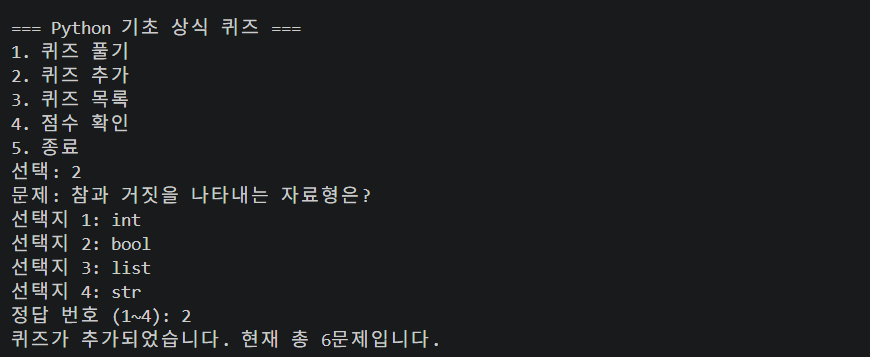 === Python 기초 상식 퀴즈 ===
1. 퀴즈 풀기
2. 퀴즈 추가
3. 퀴즈 목록
4. 점수 확인
5. 종료
선택: 2
문제: 참과 거짓을 나타내는 자료형은?
선택지 1: int
선택지 2: bool
선택지 3: list
선택지 4: str
정답 번호 (1~4): 2
퀴즈가 추가되었습니다. 현재 총 6문제입니다.